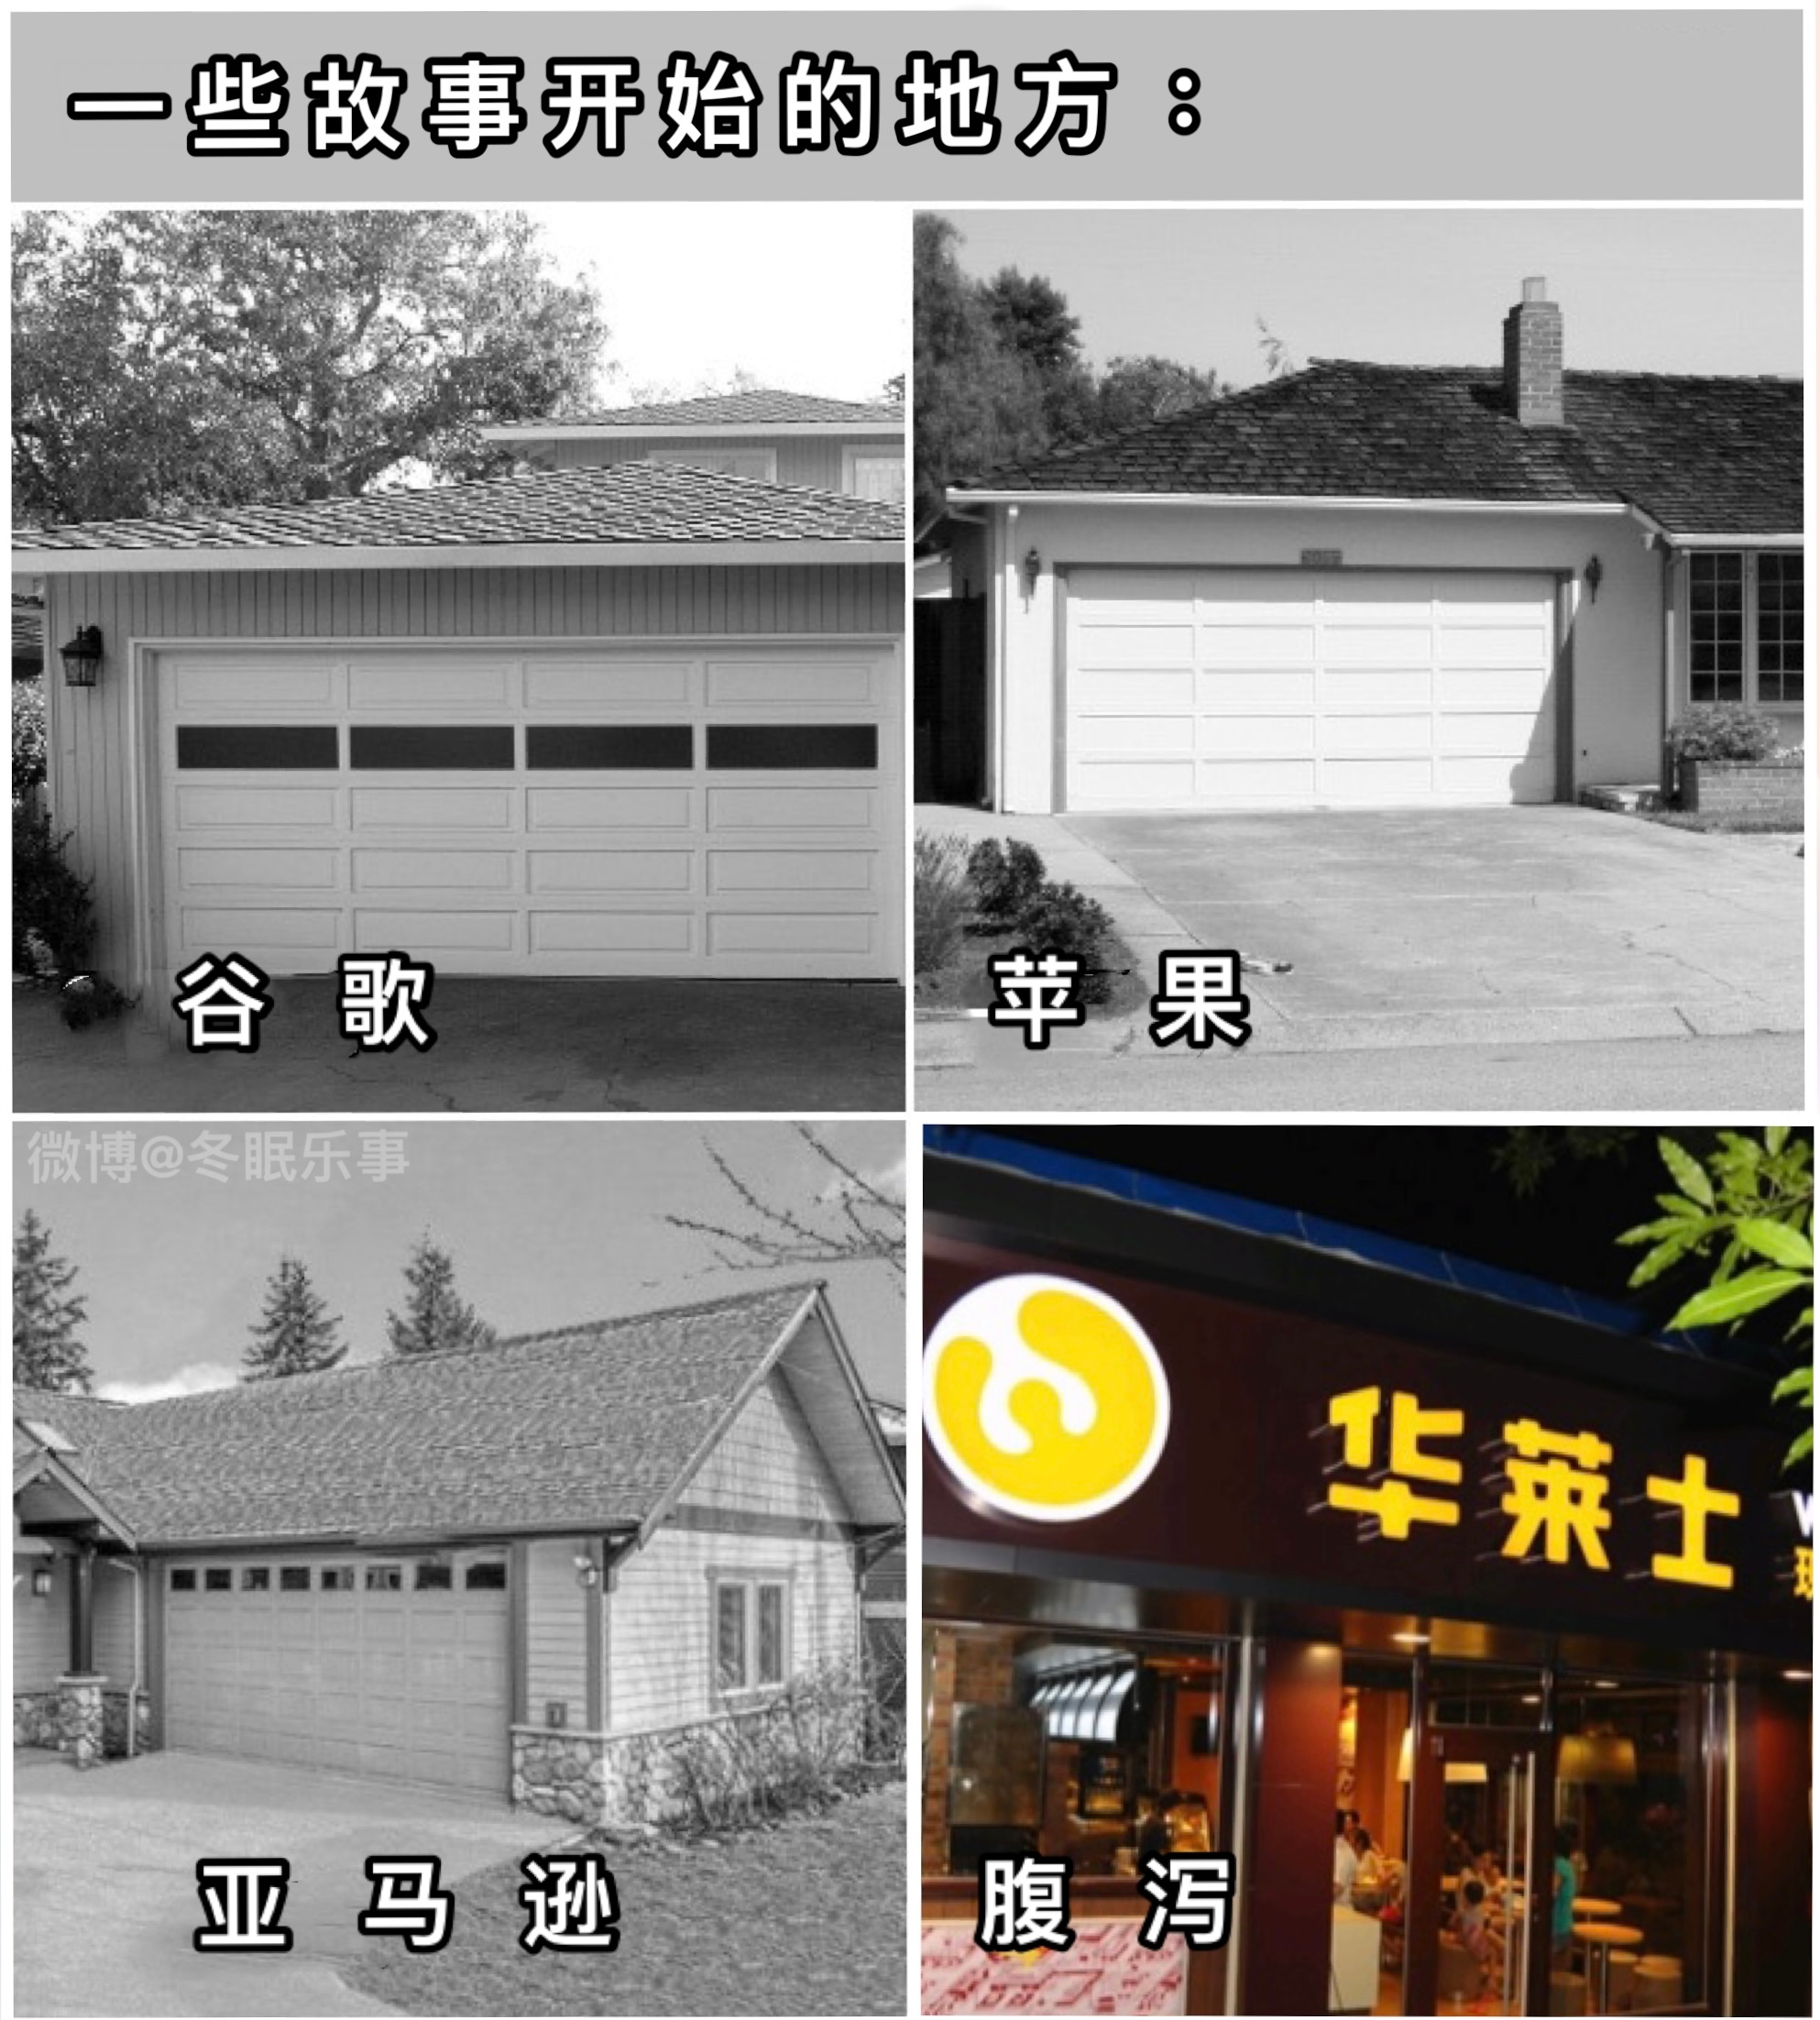 一些故事开始的地方：
谷歌
苹果
微博@冬眠乐事
华莱士
亚马逊
腹泻